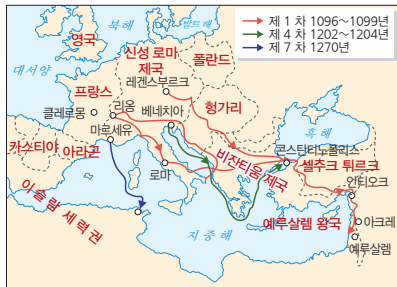 제 1 차 1096~1099년
제 4 차 1202~1204년
제 7 차 1270년
북해
발트해
영국
대서양
신성 로마
제국
폴란드
레겐스부르크
프랑스
클레르몽
리옹
베네치아
헝가리
마르세유
흑해
카스티야
아라곤
콘스탄티노폴리스
비잔티움 제국
셀주크 튀르크
로마
안티오크
이슬람 세력권
예루살렘 왕국
아크레
지중해
예루살렘